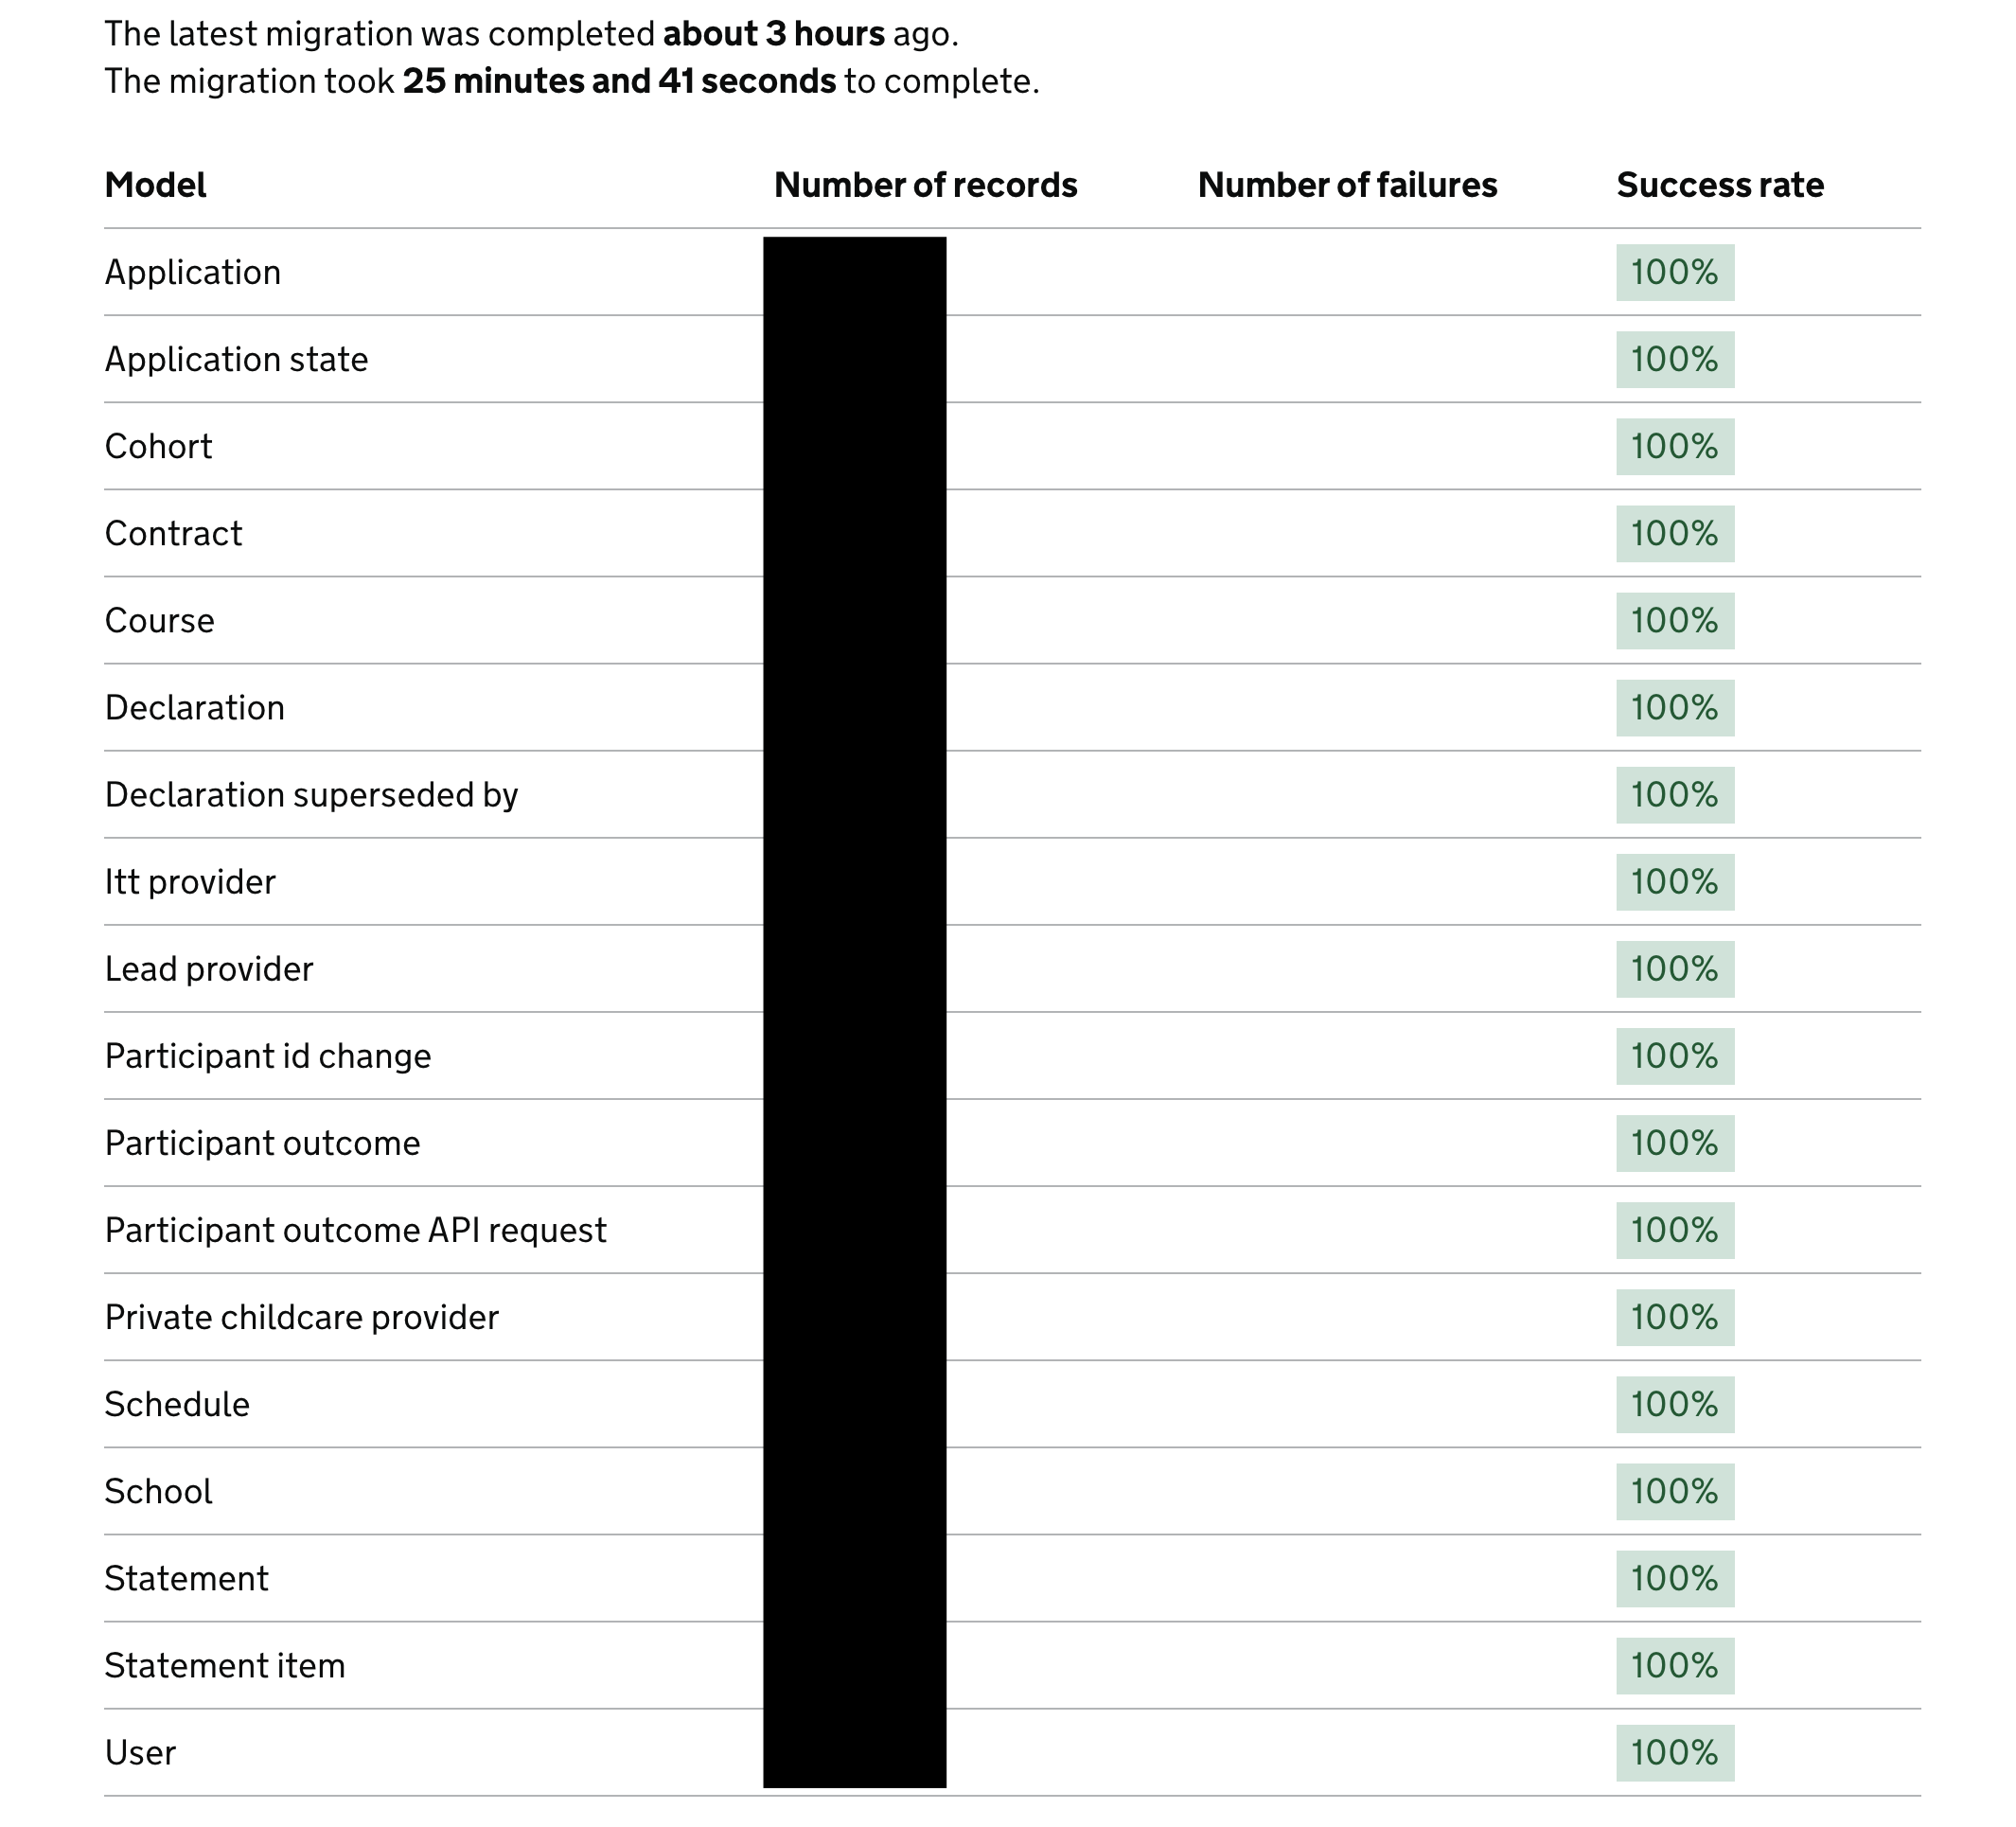 The latest migration was completed about 3 hours ago.
The migration took 25 minutes and 41 seconds to complete.
Model Number of records Number of failures Success rate
Application 100%
Application state 100%
Cohort 100%
Contract 100%
Course 100%
Declaration 100%
Declaration superseded by 100%
Itt provider 100%
Lead provider 100%
Participant id change 100%
Participant outcome 100%
Participant outcome API request 100%
Private childcare provider 100%
Schedule 100%
School 100%
Statement 100%
Statement item 100%
User 100%